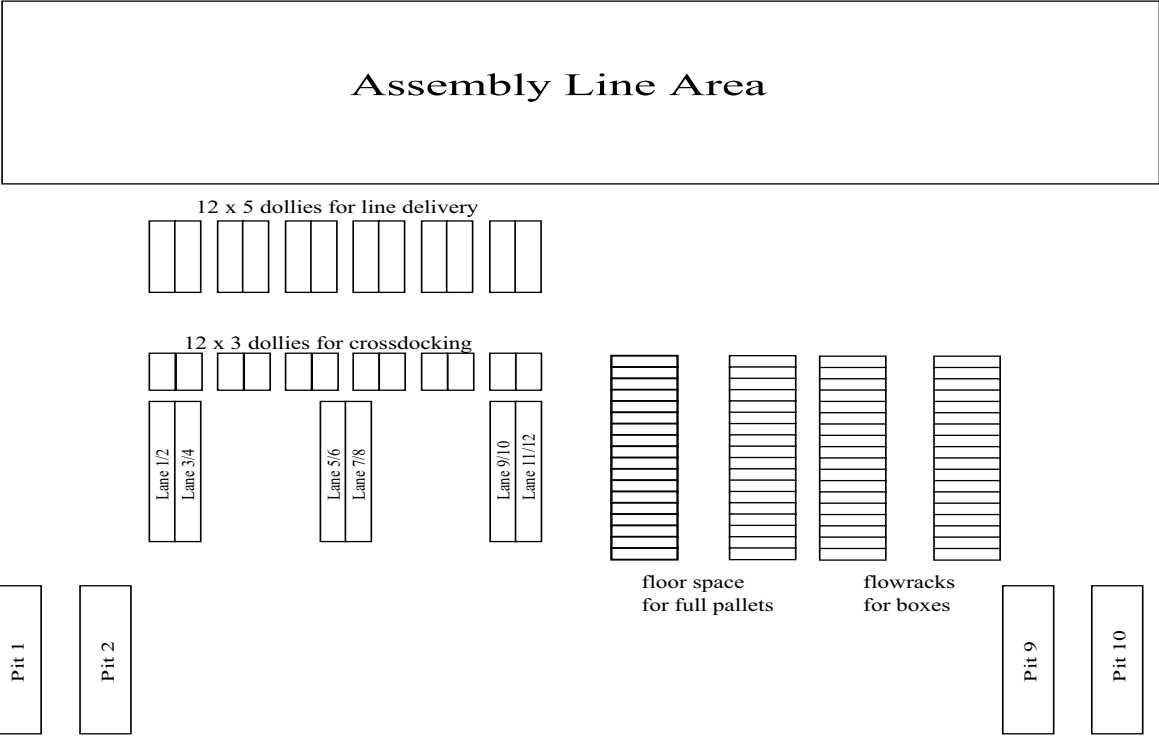 Assembly Line Area
12 x 5 dollies for line delivery
12 x 3 dollies for crossdocking
Lane 1/2
Lane 3/4
Lane 5/6
Lane 7/8
Lane 9/10
Lane 11/12
floor space
for full pallets
flowracks
for boxes
Pit 1
Pit 2
Pit 9
Pit 10